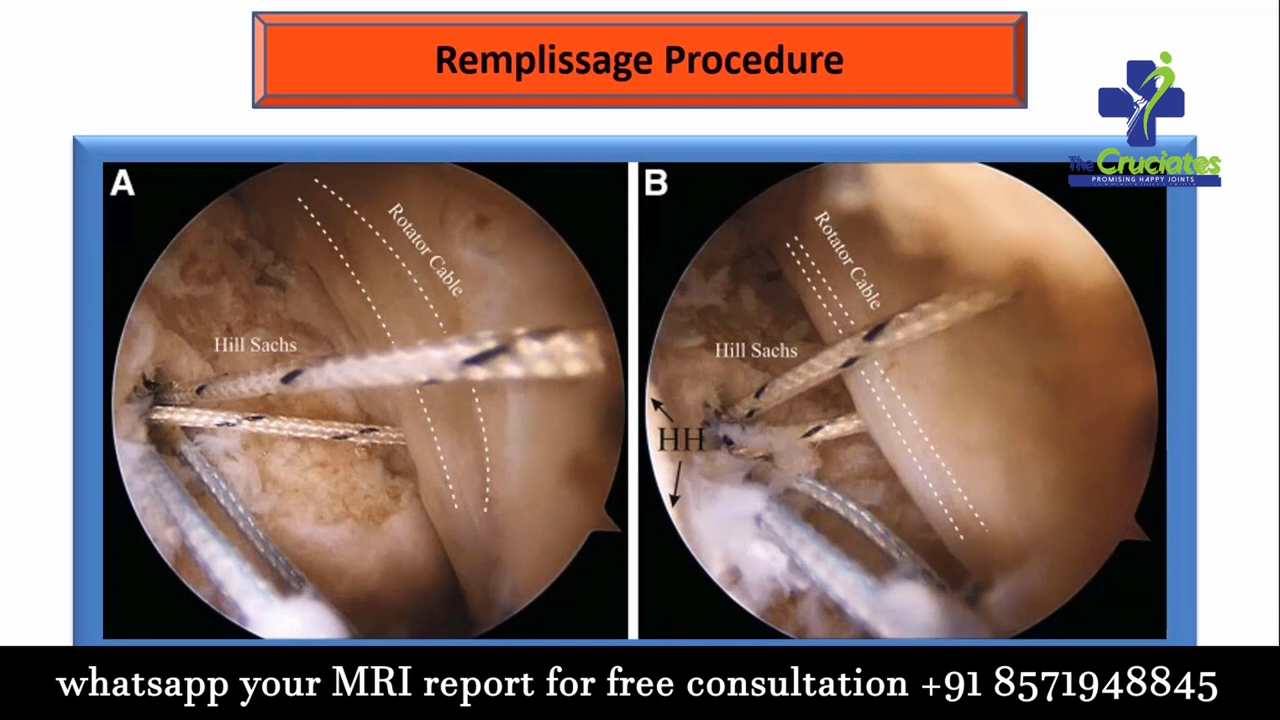 Remplissage Procedure
The Cruciates
PROMISING HAPPY JOINTS
A
Rotator Cable
Hill Sachs
B
Rotator Cable
Hill Sachs
HH
whatsapp your MRI report for free consultation +91 8571948845